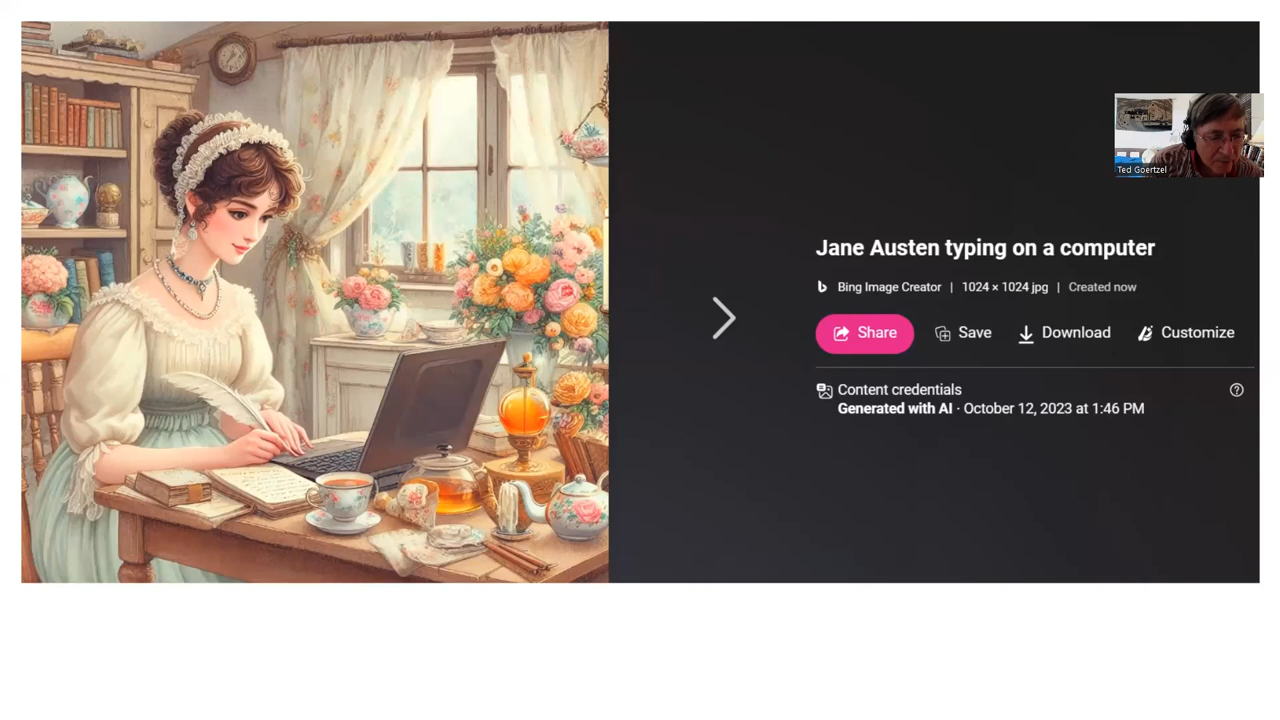 Ted Goertzel
Jane Austen typing on a computer
Bing Image Creator | 1024 × 1024 jpg | Created now
Share Save Download Customize
Content credentials
Generated with AI · October 12, 2023 at 1:46 PM